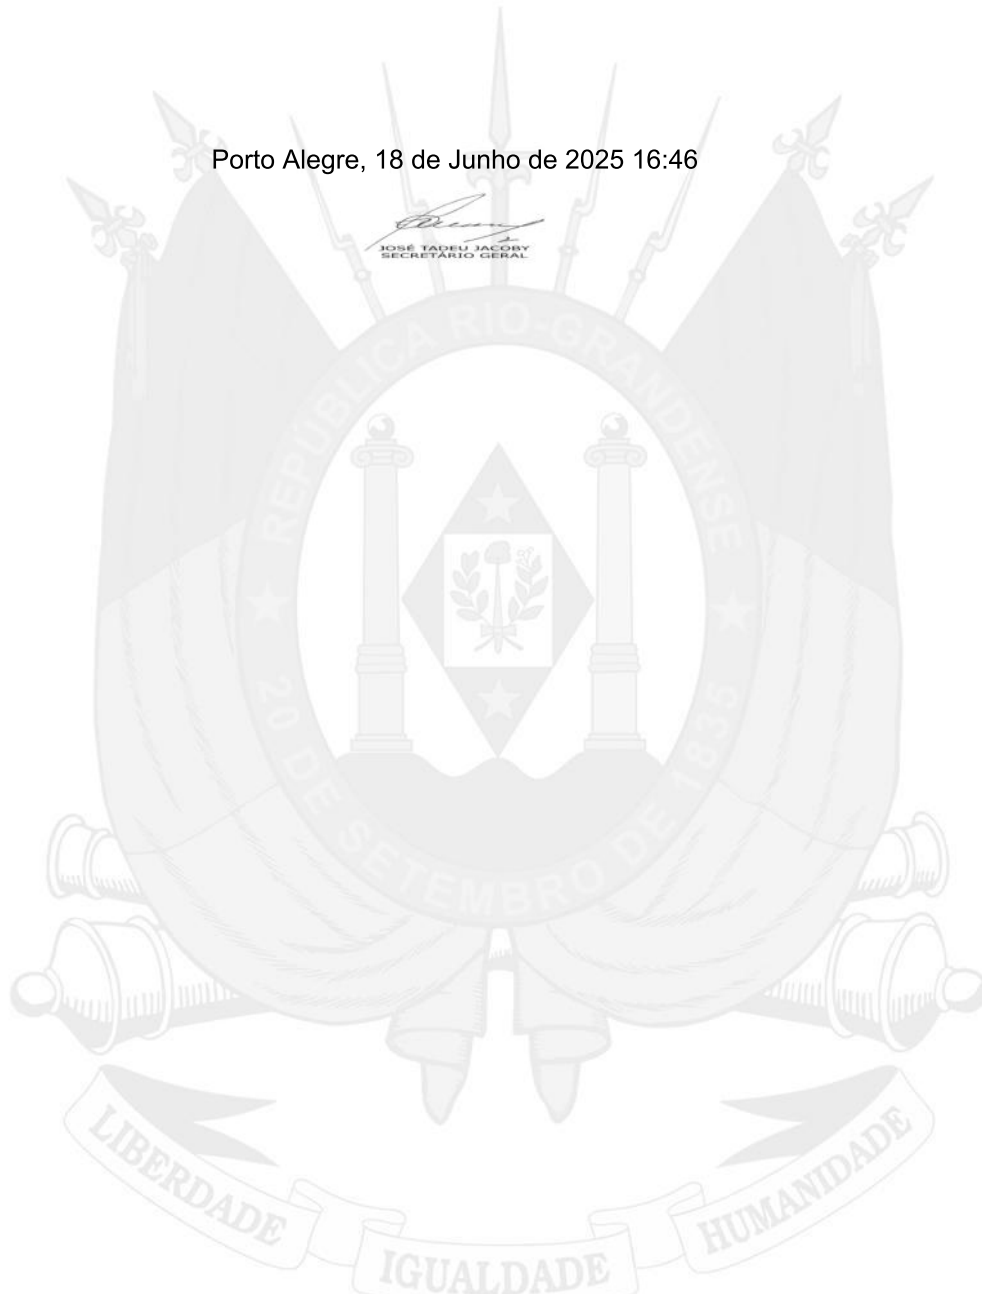 Porto Alegre, 18 de Junho de 2025 16:46
JOSÉ TADEU JACOBY
SECRETÁRIO GERAL
REPÚBLICA RIO-GRANDENSE
20 DE SETEMBRO DE 1835
LIBERDADE
IGUALDADE
HUMANIDADE